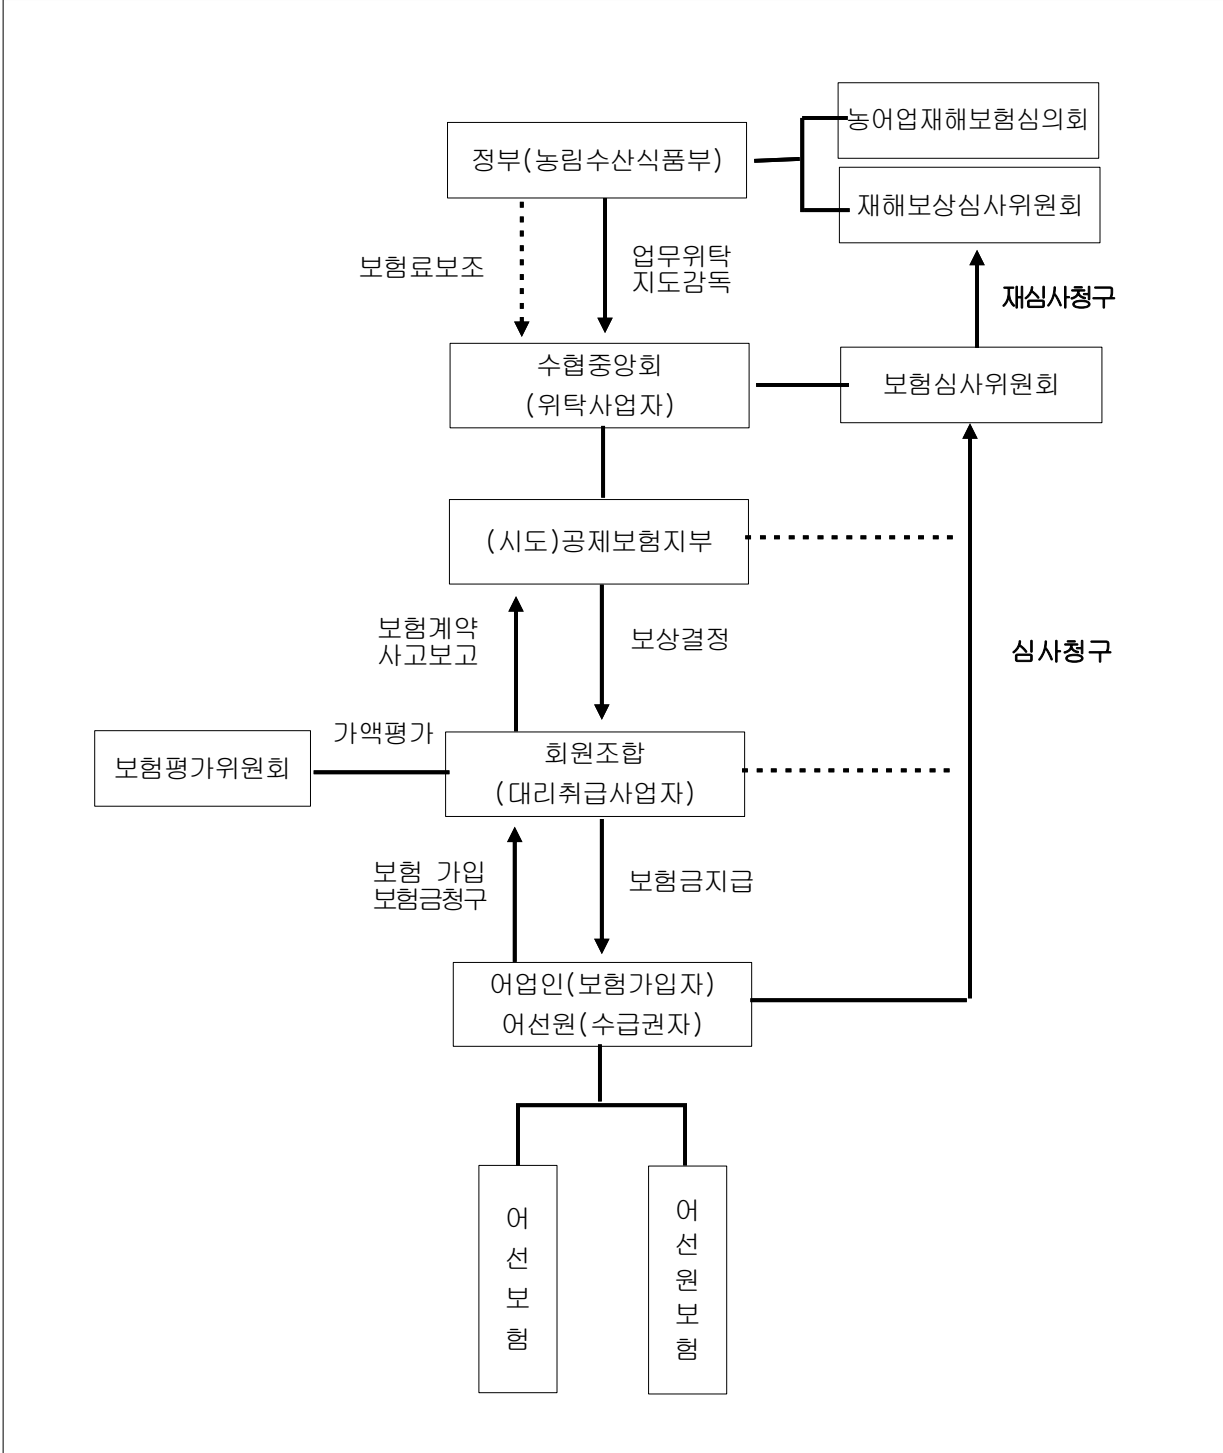 농어업재해보험심의회
정부(농림수산식품부)
재해보상심사위원회
보험료보조
업무위탁
지도감독
재심사청구
수협중앙회
(위탁사업자)
보험심사위원회
(시도)공제보험지부
보험계약
사고보고
보상결정
심사청구
가액평가
보험평가위원회
회원조합
(대리취급사업자)
보험 가입
보험금청구
보험금지급
어업인(보험가입자)
어선원(수급권자)
어선보험
어선원보험